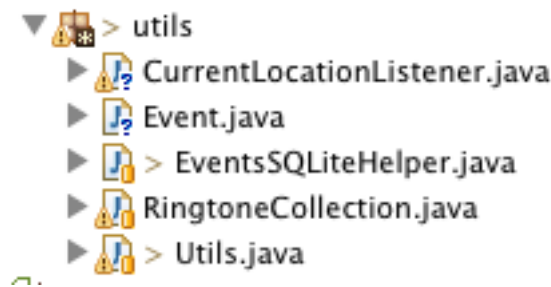 > utils
CurrentLocationListener.java
Event.java
> EventsSQLiteHelper.java
RingtoneCollection.java
> Utils.java